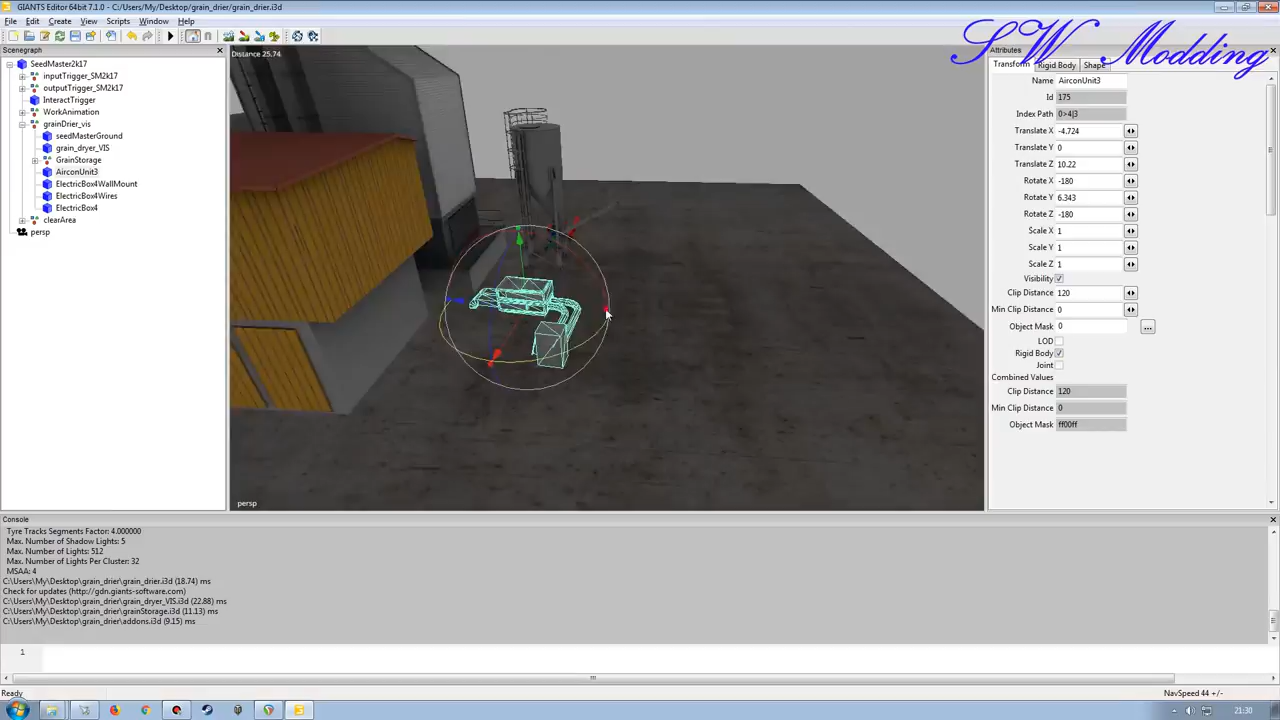 GIANTS Editor 64bit 7.1.0 - C:/Users/My/Desktop/grain_drier/grain_drier.i3d
File Edit Create View Scripts Window Help
SW Modding
Scenegraph
SeedMaster2k17
inputTrigger_SM2k17
outputTrigger_SM2k17
InteractTrigger
WorkAnimation
grainDrier_vis
seedMasterGround
grain_dryer_VIS
GrainStorage
AirconUnit3
ElectricBox4WallMount
ElectricBox4Wires
ElectricBox4
clearArea
persp
Distance 25.74
persp
Attributes
Transform Rigid Body Shape
Name AirconUnit3
Id 175
Index Path 0>4|3
Translate X -4.724
Translate Y 0
Translate Z 10.22
Rotate X -180
Rotate Y 6.343
Rotate Z -180
Scale X 1
Scale Y 1
Scale Z 1
Visibility
Clip Distance 120
Min Clip Distance 0
Object Mask 0
...
LOD
Rigid Body
Joint
Combined Values
Clip Distance 120
Min Clip Distance 0
Object Mask ff00ff
Console
Tyre Tracks Segments Factor: 4.000000
Max. Number of Shadow Lights: 5
Max. Number of Lights: 512
Max. Number of Lights Per Cluster: 32
MSAA: 4
C:\Users\My\Desktop\grain_drier\grain_drier.i3d (18.74) ms
Check for updates (http://gdn.giants-software.com)
C:\Users\My\Desktop\grain_drier\grain_dryer_VIS.i3d (22.88) ms
C:\Users\My\Desktop\grain_drier\grainStorage.i3d (11.13) ms
C:\Users\My\Desktop\grain_drier\addons.i3d (9.15) ms
1
Ready
NavSpeed 44 +/-
21:30